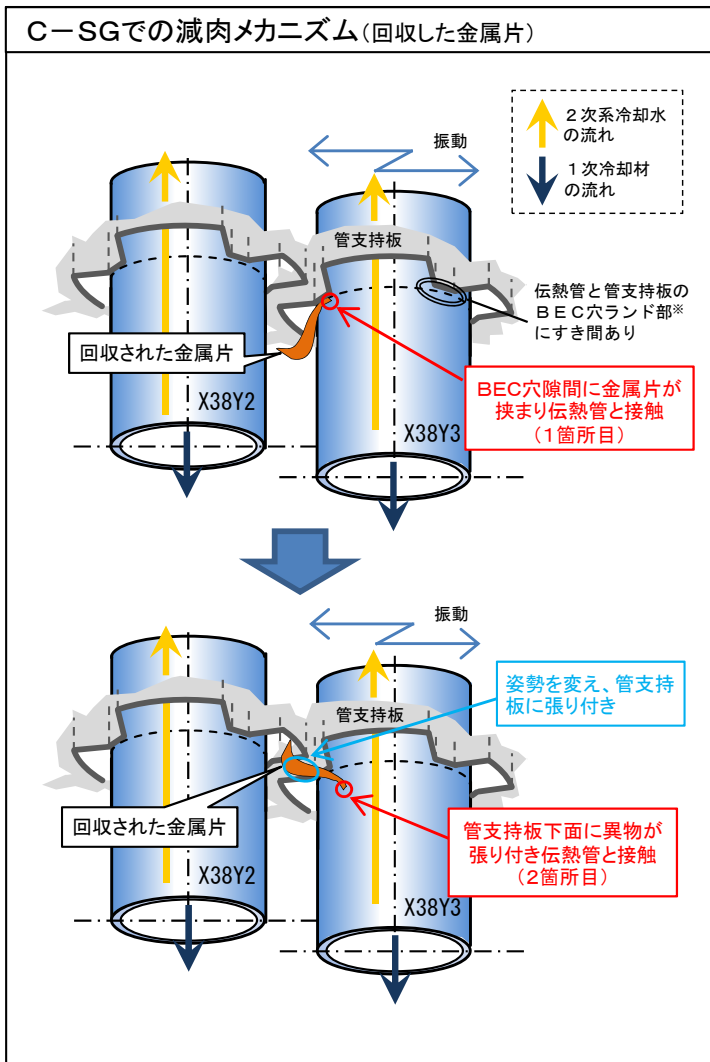 C－SGでの減肉メカニズム(回収した金属片)
２次系冷却水
の流れ
１次冷却材
の流れ
振動
管支持板
伝熱管と管支持板の
ＢＥＣ穴ランド部※
にすき間あり
回収された金属片
BEC穴隙間に金属片が
挟まり伝熱管と接触
（１箇所目）
X38Y2
X38Y3
振動
姿勢を変え、管支持
板に張り付き
管支持板
回収された金属片
管支持板下面に異物が
張り付き伝熱管と接触
（２箇所目）
X38Y2
X38Y3